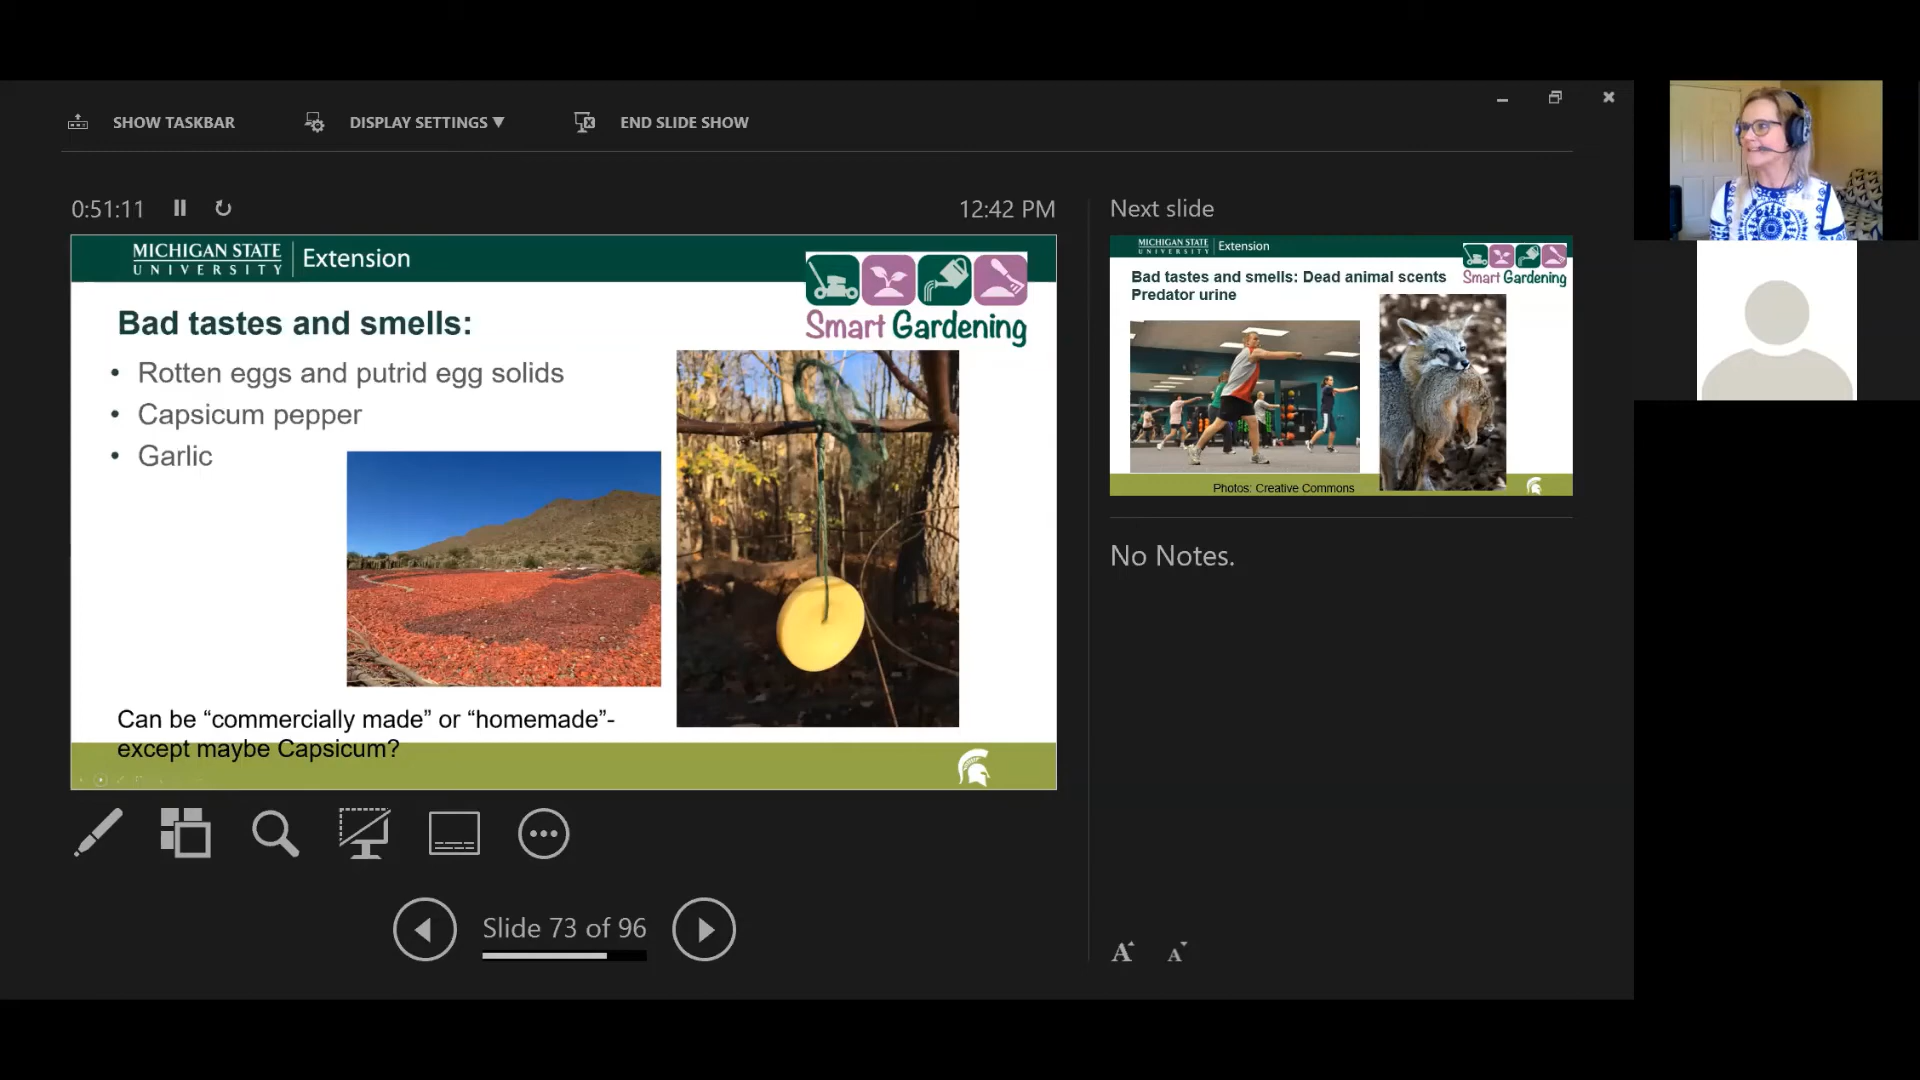 SHOW TASKBAR
DISPLAY SETTINGS ▼
END SLIDE SHOW
0:51:11
12:42 PM
MICHIGAN STATE
UNIVERSITY
Extension
Smart Gardening
Bad tastes and smells:
• Rotten eggs and putrid egg solids
• Capsicum pepper
• Garlic
Can be “commercially made” or “homemade”-
except maybe Capsicum?
Slide 73 of 96
Next slide
MICHIGAN STATE
UNIVERSITY
Extension
Smart Gardening
Bad tastes and smells: Dead animal scents
Predator urine
Photos: Creative Commons
No Notes.
A
A